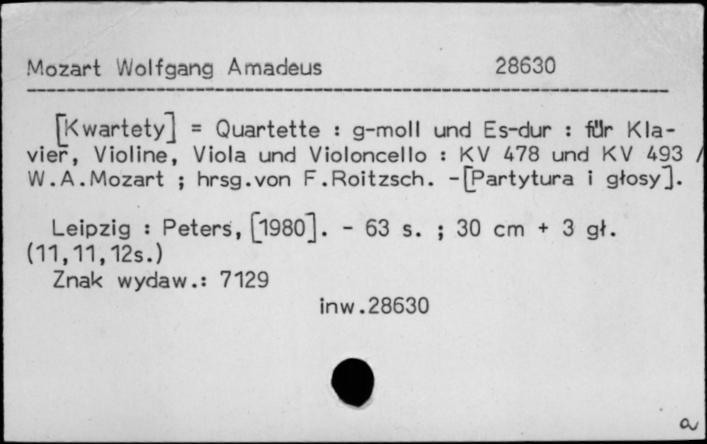 Mozart Wolfgang Amadeus 28630
[Kwartety] = Quartette : g-moll und Es-dur : für Kla-
vier, Violine, Viola und Violoncello : KV 478 und KV 493 /
W.A.Mozart ; hrsg.von F.Roitzsch. -[Partytura i głosy].
Leipzig : Peters, [1980]. - 63 s. ; 30 cm + 3 gł.
(11,11,12s.)
Znak wydaw.: 7129
inw.28630
a